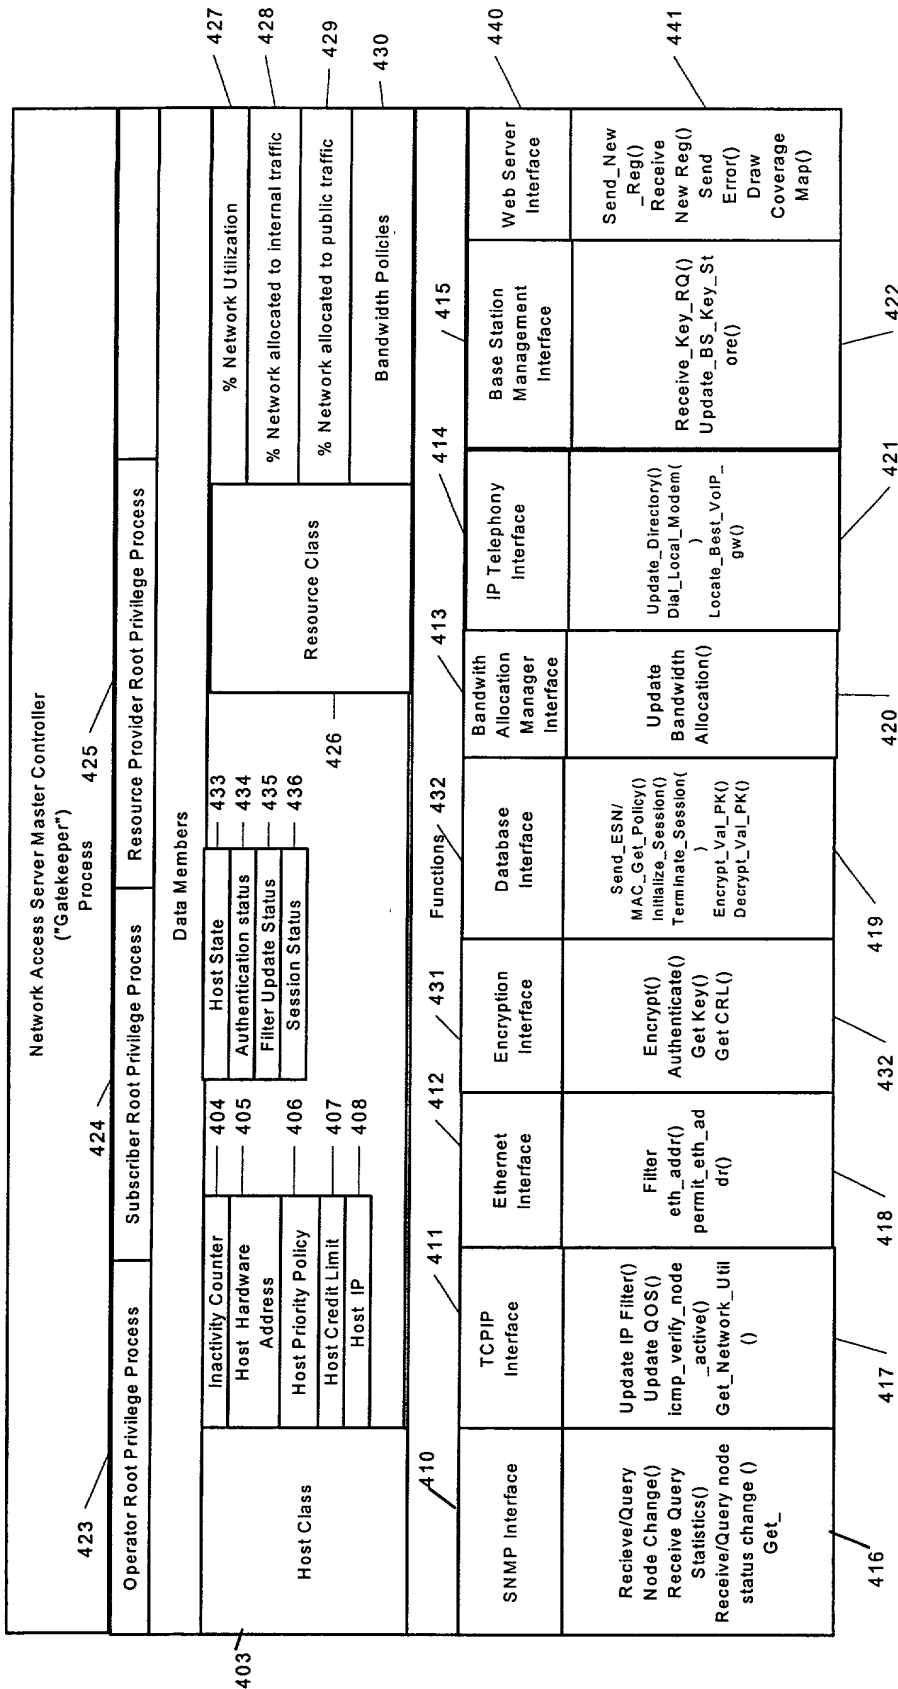 Network Access Server Master Controller
("Gatekeeper")
Process
423
424
425
Operator Root Privilege Process
Subscriber Root Privilege Process
Resource Provider Root Privilege Process
Data Members
403
Host Class
Inactivity Counter
404
Host Hardware
Address
405
Host Priority Policy
406
Host Credit Limit
407
Host IP
408
Host State
433
Authentication status
434
Filter Update Status
435
Session Status
436
Resource Class
426
% Network Utilization
427
% Network allocated to internal traffic
428
% Network allocated to public traffic
429
Bandwidth Policies
430
Functions
410
411
412
431
432
413
414
415
440
SNMP Interface
TCPIP
Interface
Ethernet
Interface
Encryption
Interface
Database
Interface
Bandwith
Allocation
Manager
Interface
IP Telephony
Interface
Base Station
Management
Interface
Web Server
Interface
Recieve/Query
Node Change()
Receive Query
Statistics()
Receive/Query node
status change ()
Get_
Update IP Filter()
Update QOS()
icmp_verify_node
_active()
Get_Network_Util
()
Filter
eth_addr()
permit_eth_ad
dr()
Encrypt()
Authenticate()
Get Key()
Get CRL()
Send_ESN/
MAC_Get_Policy()
Initialize_Session()
Terminate_Session(
)
Encrypt_Val_PK()
Decrypt_Val_PK()
Update
Bandwidth
Allocation()
Update_Directory()
Dial_Local_Modem(
)
Locate_Best_VoIP_
gw()
Receive_Key_RQ()
Update_BS_Key_St
ore()
Send_New
_Reg()
Receive
New Reg()
Send
Error()
Draw
Coverage
Map()
416
417
418
432
419
420
421
422
441